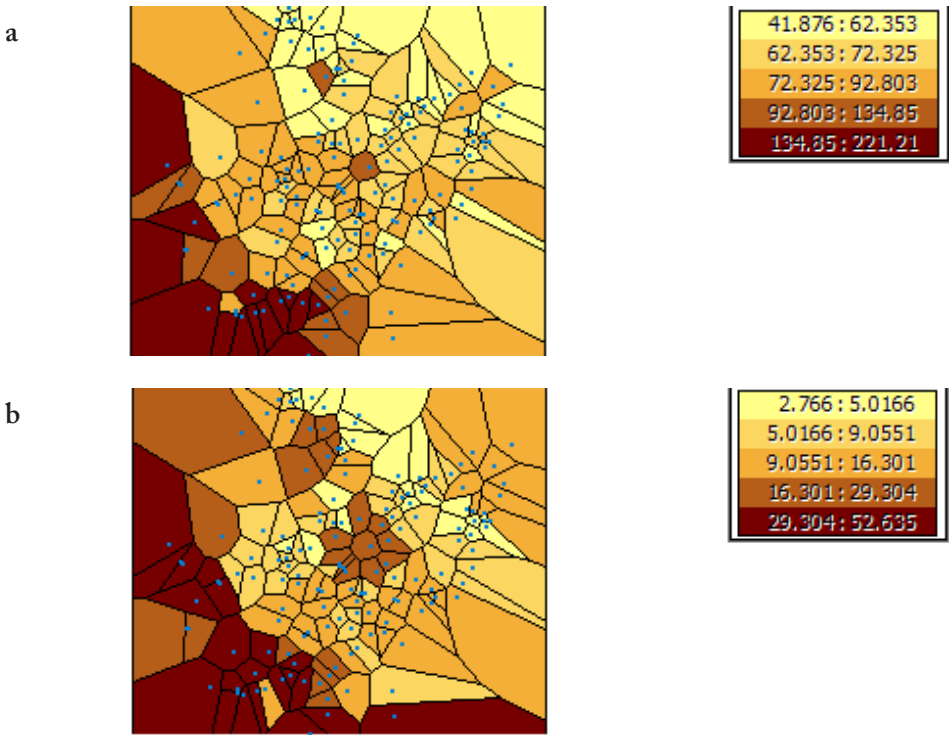 a
41.876 : 62.353
62.353 : 72.325
72.325 : 92.803
92.803 : 134.85
134.85 : 221.21
b
2.766 : 5.0166
5.0166 : 9.0551
9.0551 : 16.301
16.301 : 29.304
29.304 : 52.635